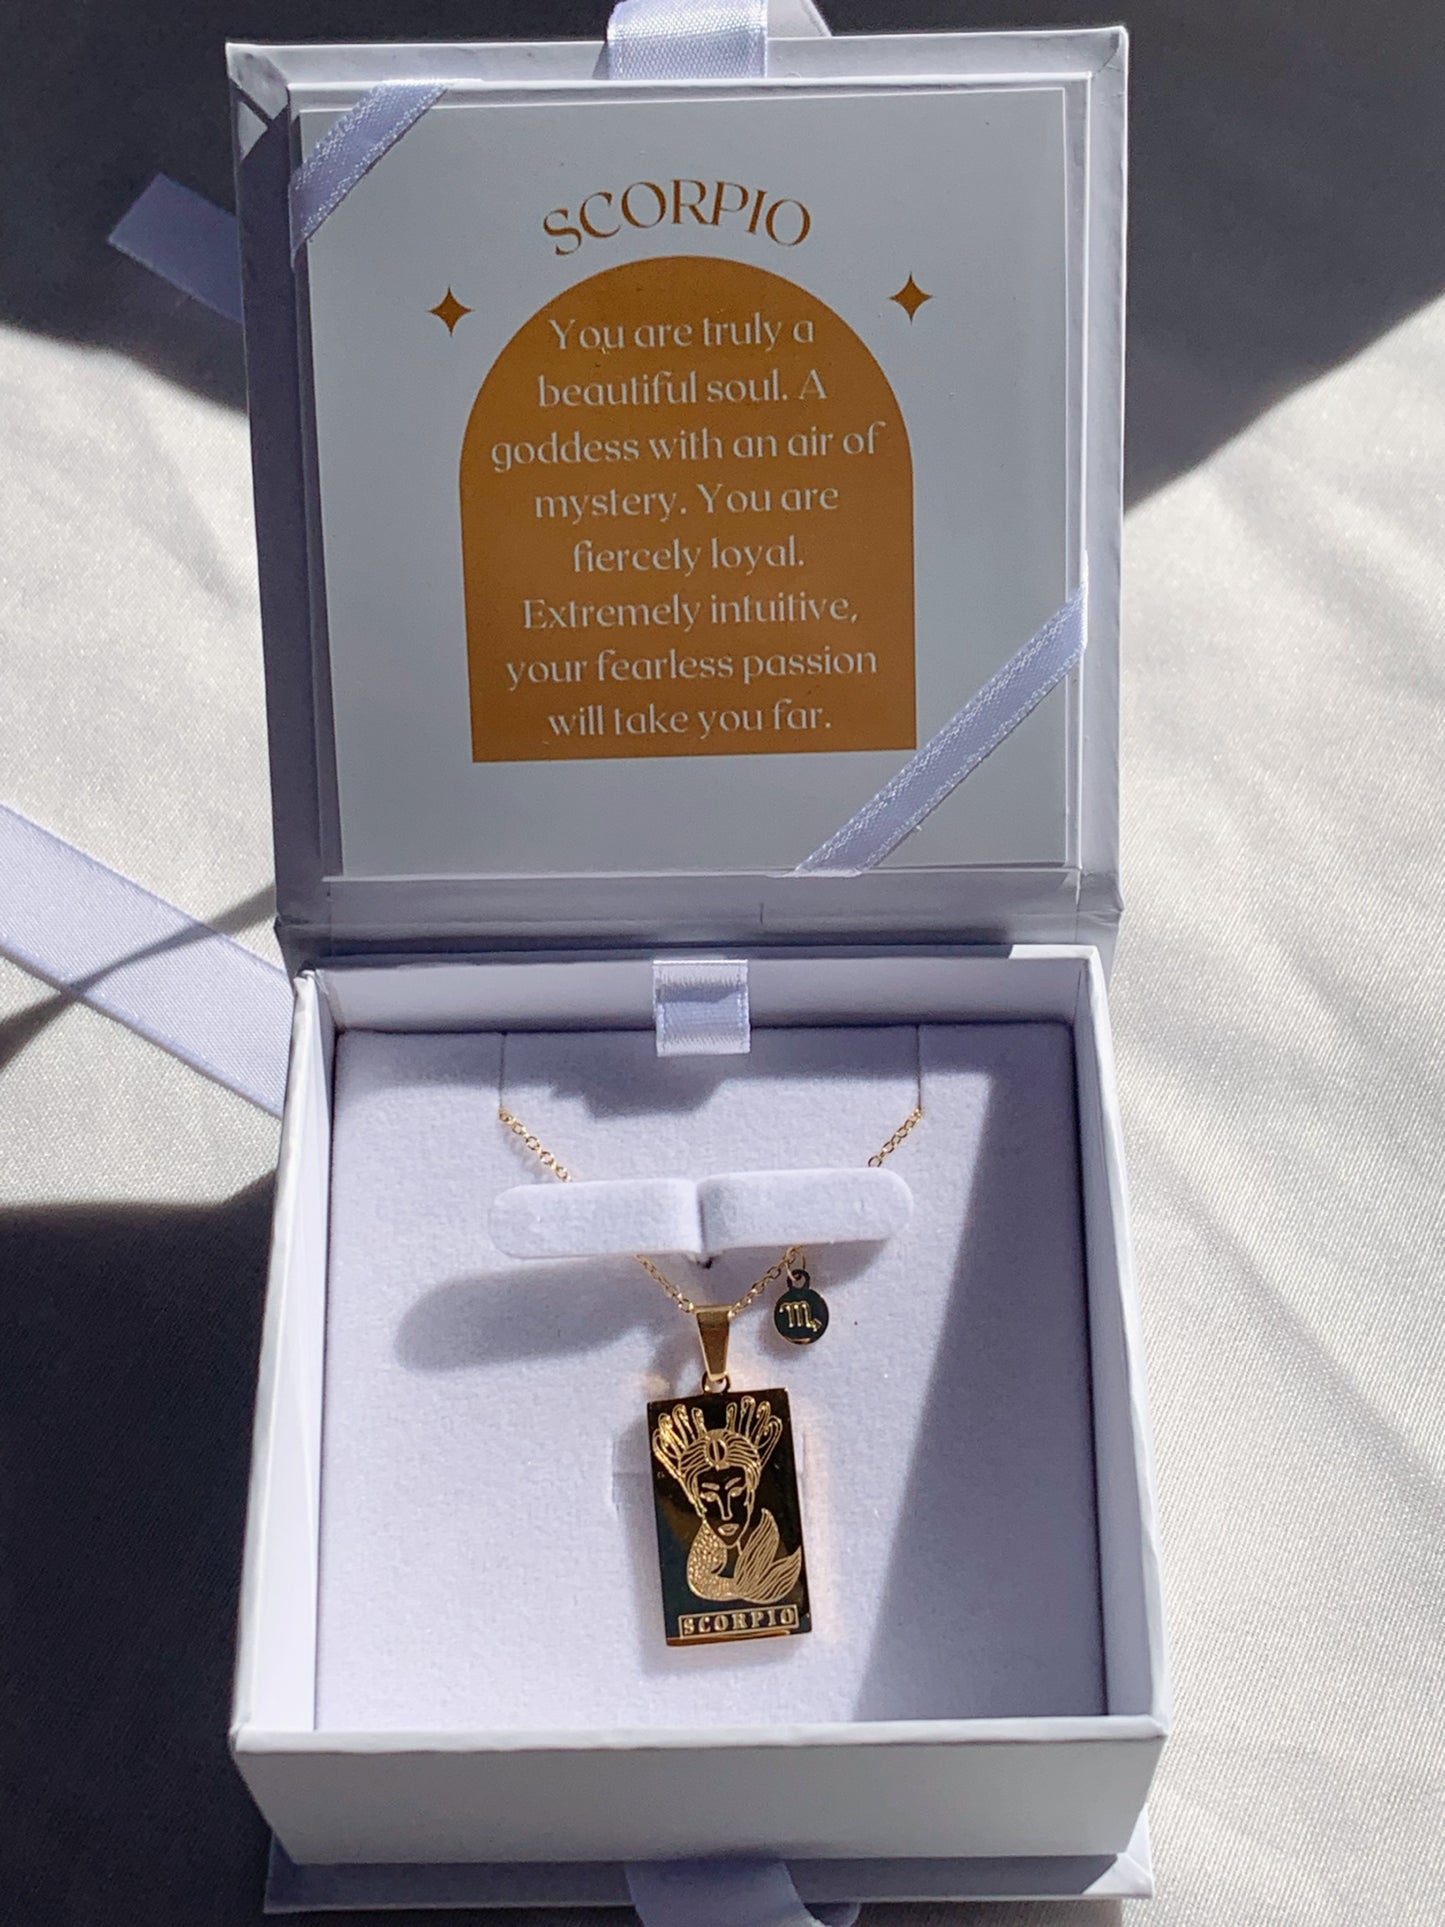 SCORPIO
You are truly a
beautiful soul. A
goddess with an air of
mystery. You are
fiercely loyal.
Extremely intuitive,
your fearless passion
will take you far.
♏
SCORPIO